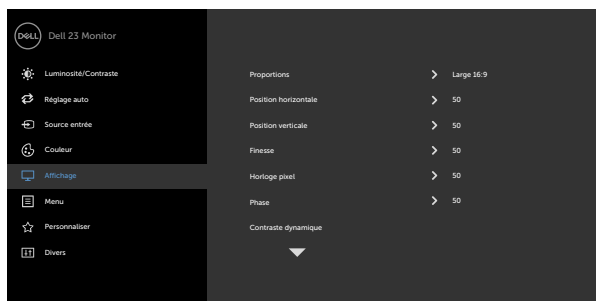 DELL Dell 23 Monitor
Luminosité/Contraste
Réglage auto
Source entrée
Couleur
Affichage
Menu
Personnaliser
Divers
Proportions Large 16:9
Position horizontale 50
Position verticale 50
Finesse 50
Horloge pixel 50
Phase 50
Contraste dynamique